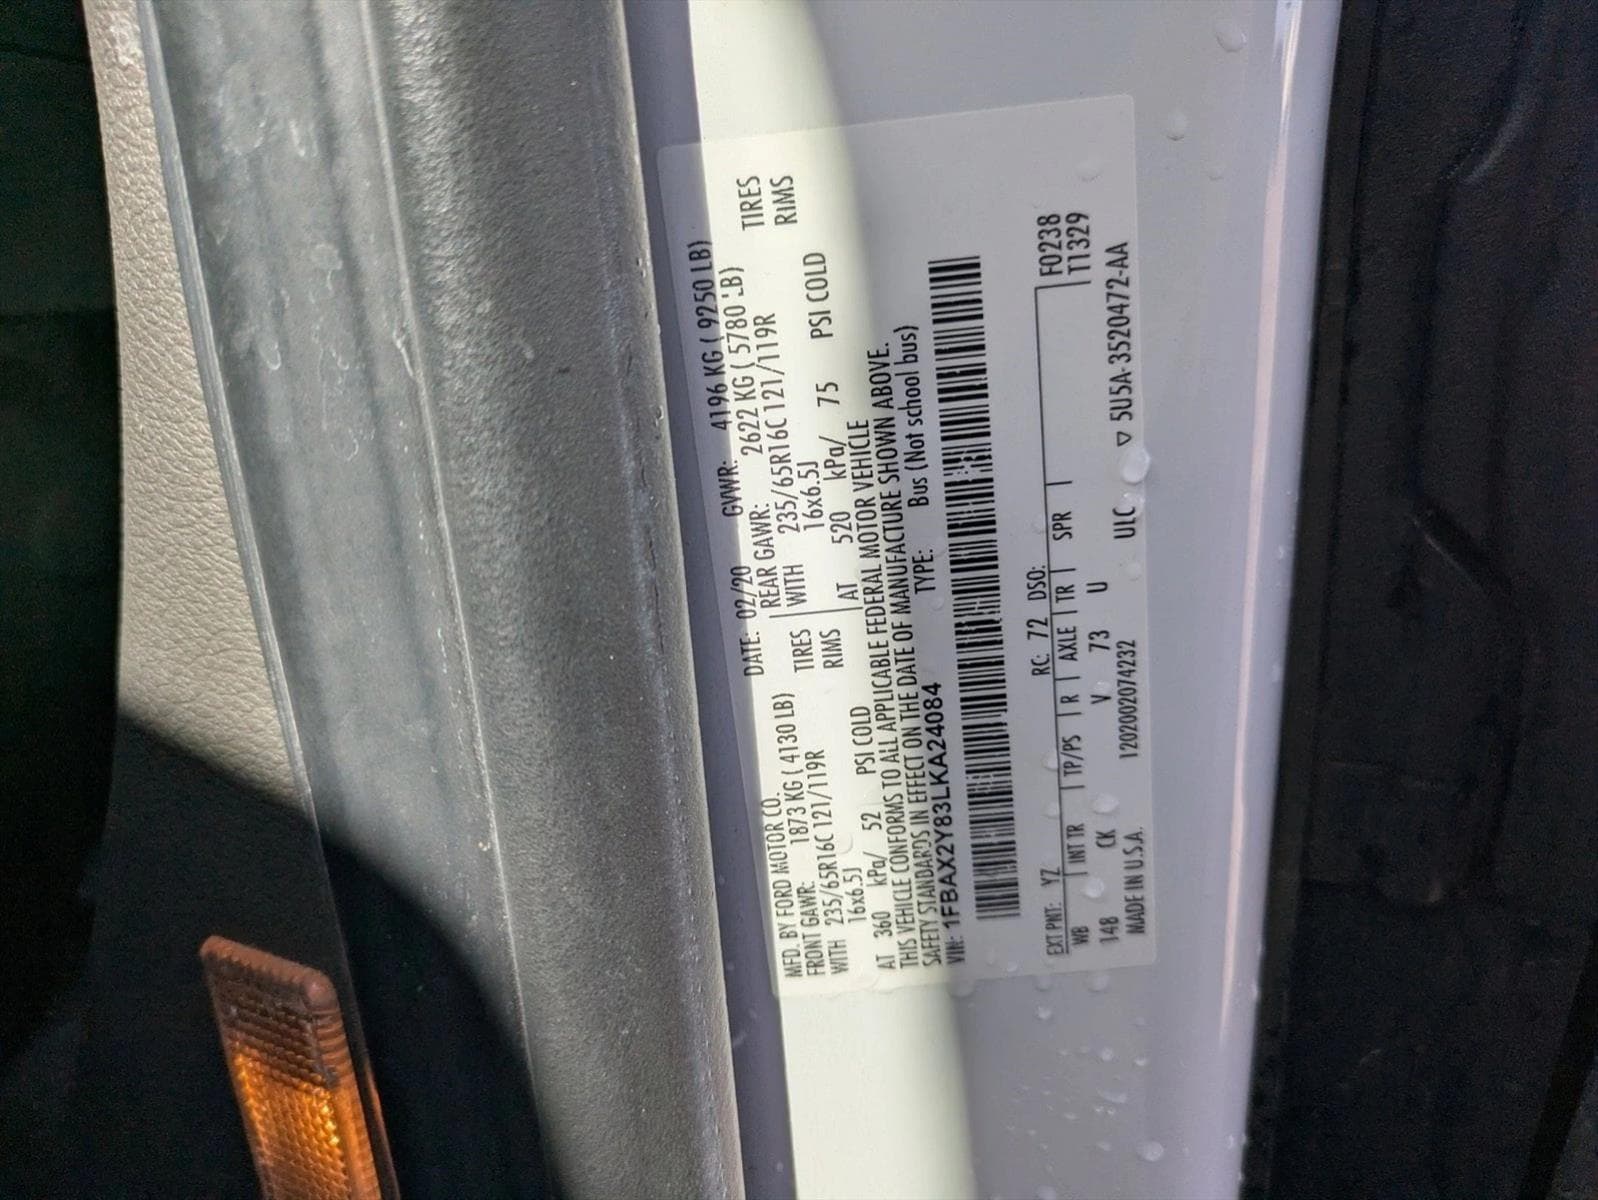 MFD. BY FORD MOTOR CO.
DATE: 02/20 GVWR: 4196 KG ( 9250 LB)
FRONT GAWR: 1873 KG ( 4130 LB) REAR GAWR: 2622 KG ( 5780 LB)
WITH 235/65R16C 121/119R TIRES WITH 235/65R16C 121/119R TIRES
16x6.5J RIMS 16x6.5J RIMS
AT 360 kPa/ 52 PSI COLD AT 520 kPa/ 75 PSI COLD
THIS VEHICLE CONFORMS TO ALL APPLICABLE FEDERAL MOTOR VEHICLE
SAFETY STANDARDS IN EFFECT ON THE DATE OF MANUFACTURE SHOWN ABOVE.
VIN: 1FBAX2Y83LKA24084 TYPE: Bus (Not school bus)
EXT PNT: YZ RC: 72 DSO: F0238
WB INT TR TP/PS R AXLE TR SPR T1329
148 CK V 73 U
MADE IN U.S.A. 1202002074232 ULC ▽ 5U5A-3520472-AA